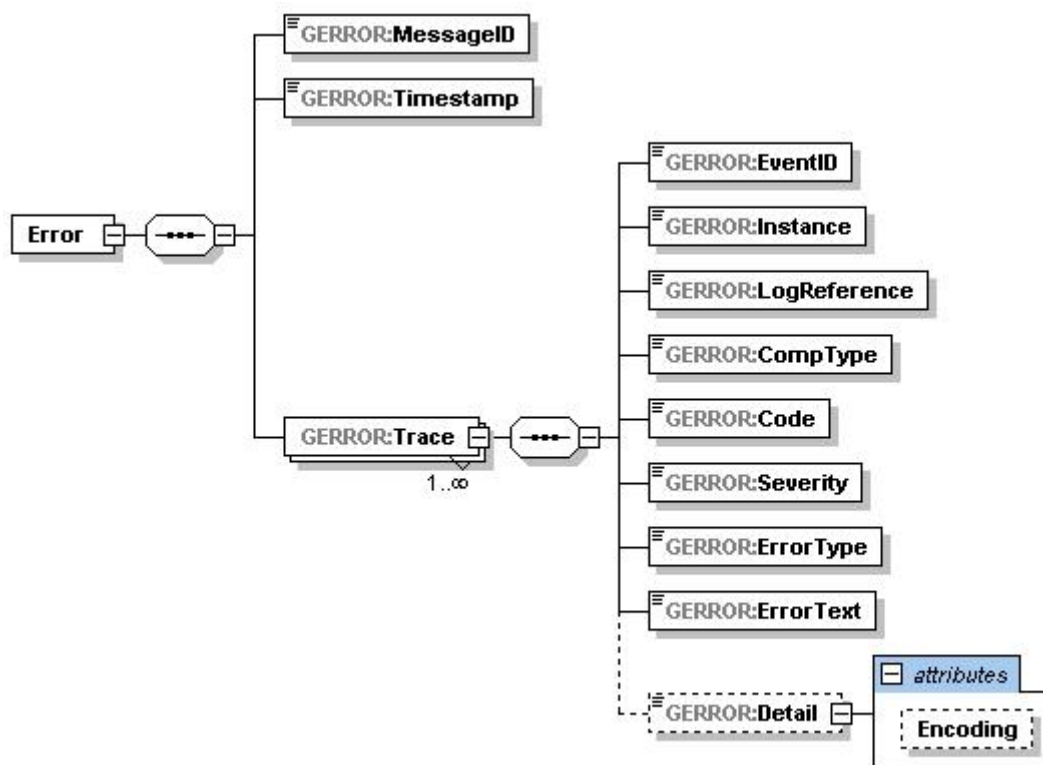 GERROR:MessageID
GERROR:Timestamp
GERROR:EventID
Error
GERROR:Instance
GERROR:LogReference
GERROR:CompType
GERROR:Code
GERROR:Trace
1..∞
GERROR:Severity
GERROR:ErrorType
GERROR:ErrorText
attributes
GERROR:Detail
Encoding